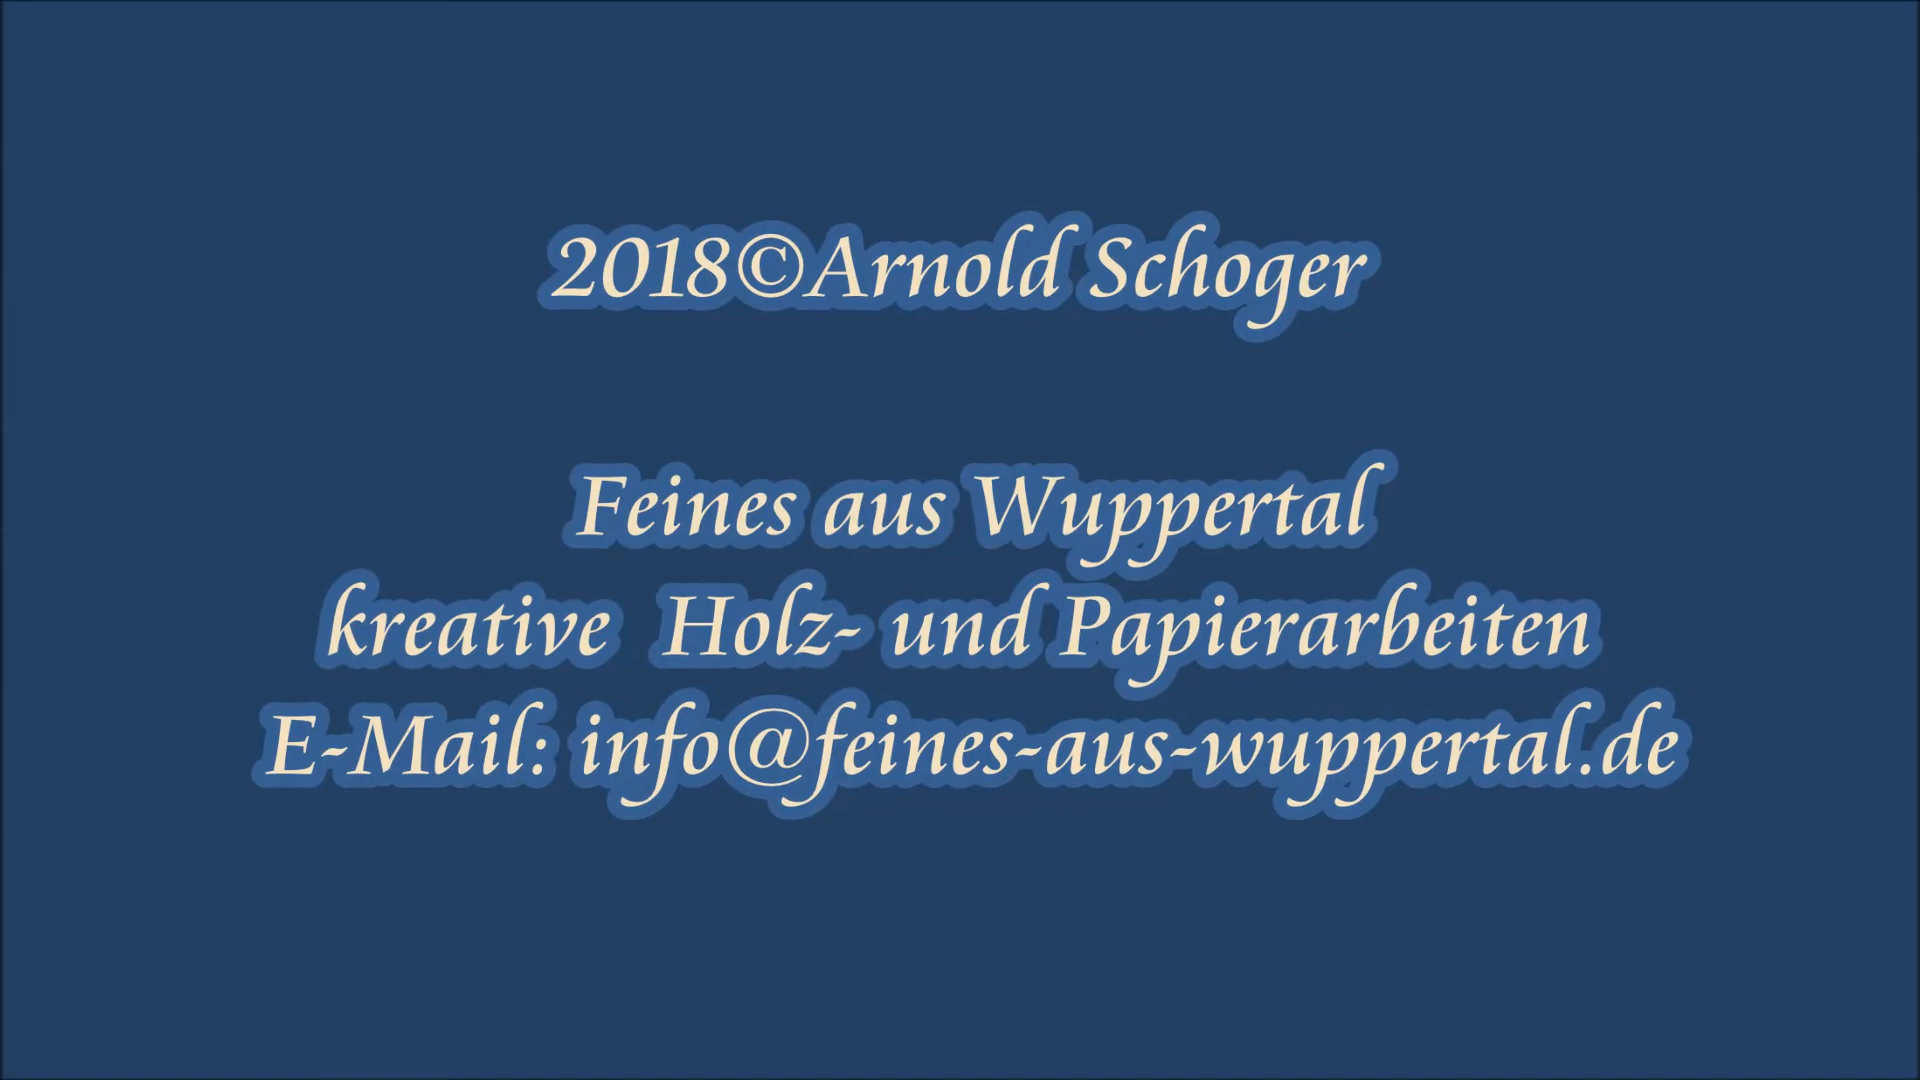 2018©Arnold Schoger
Feines aus Wuppertal
kreative Holz- und Papierarbeiten
E-Mail: info@feines-aus-wuppertal.de